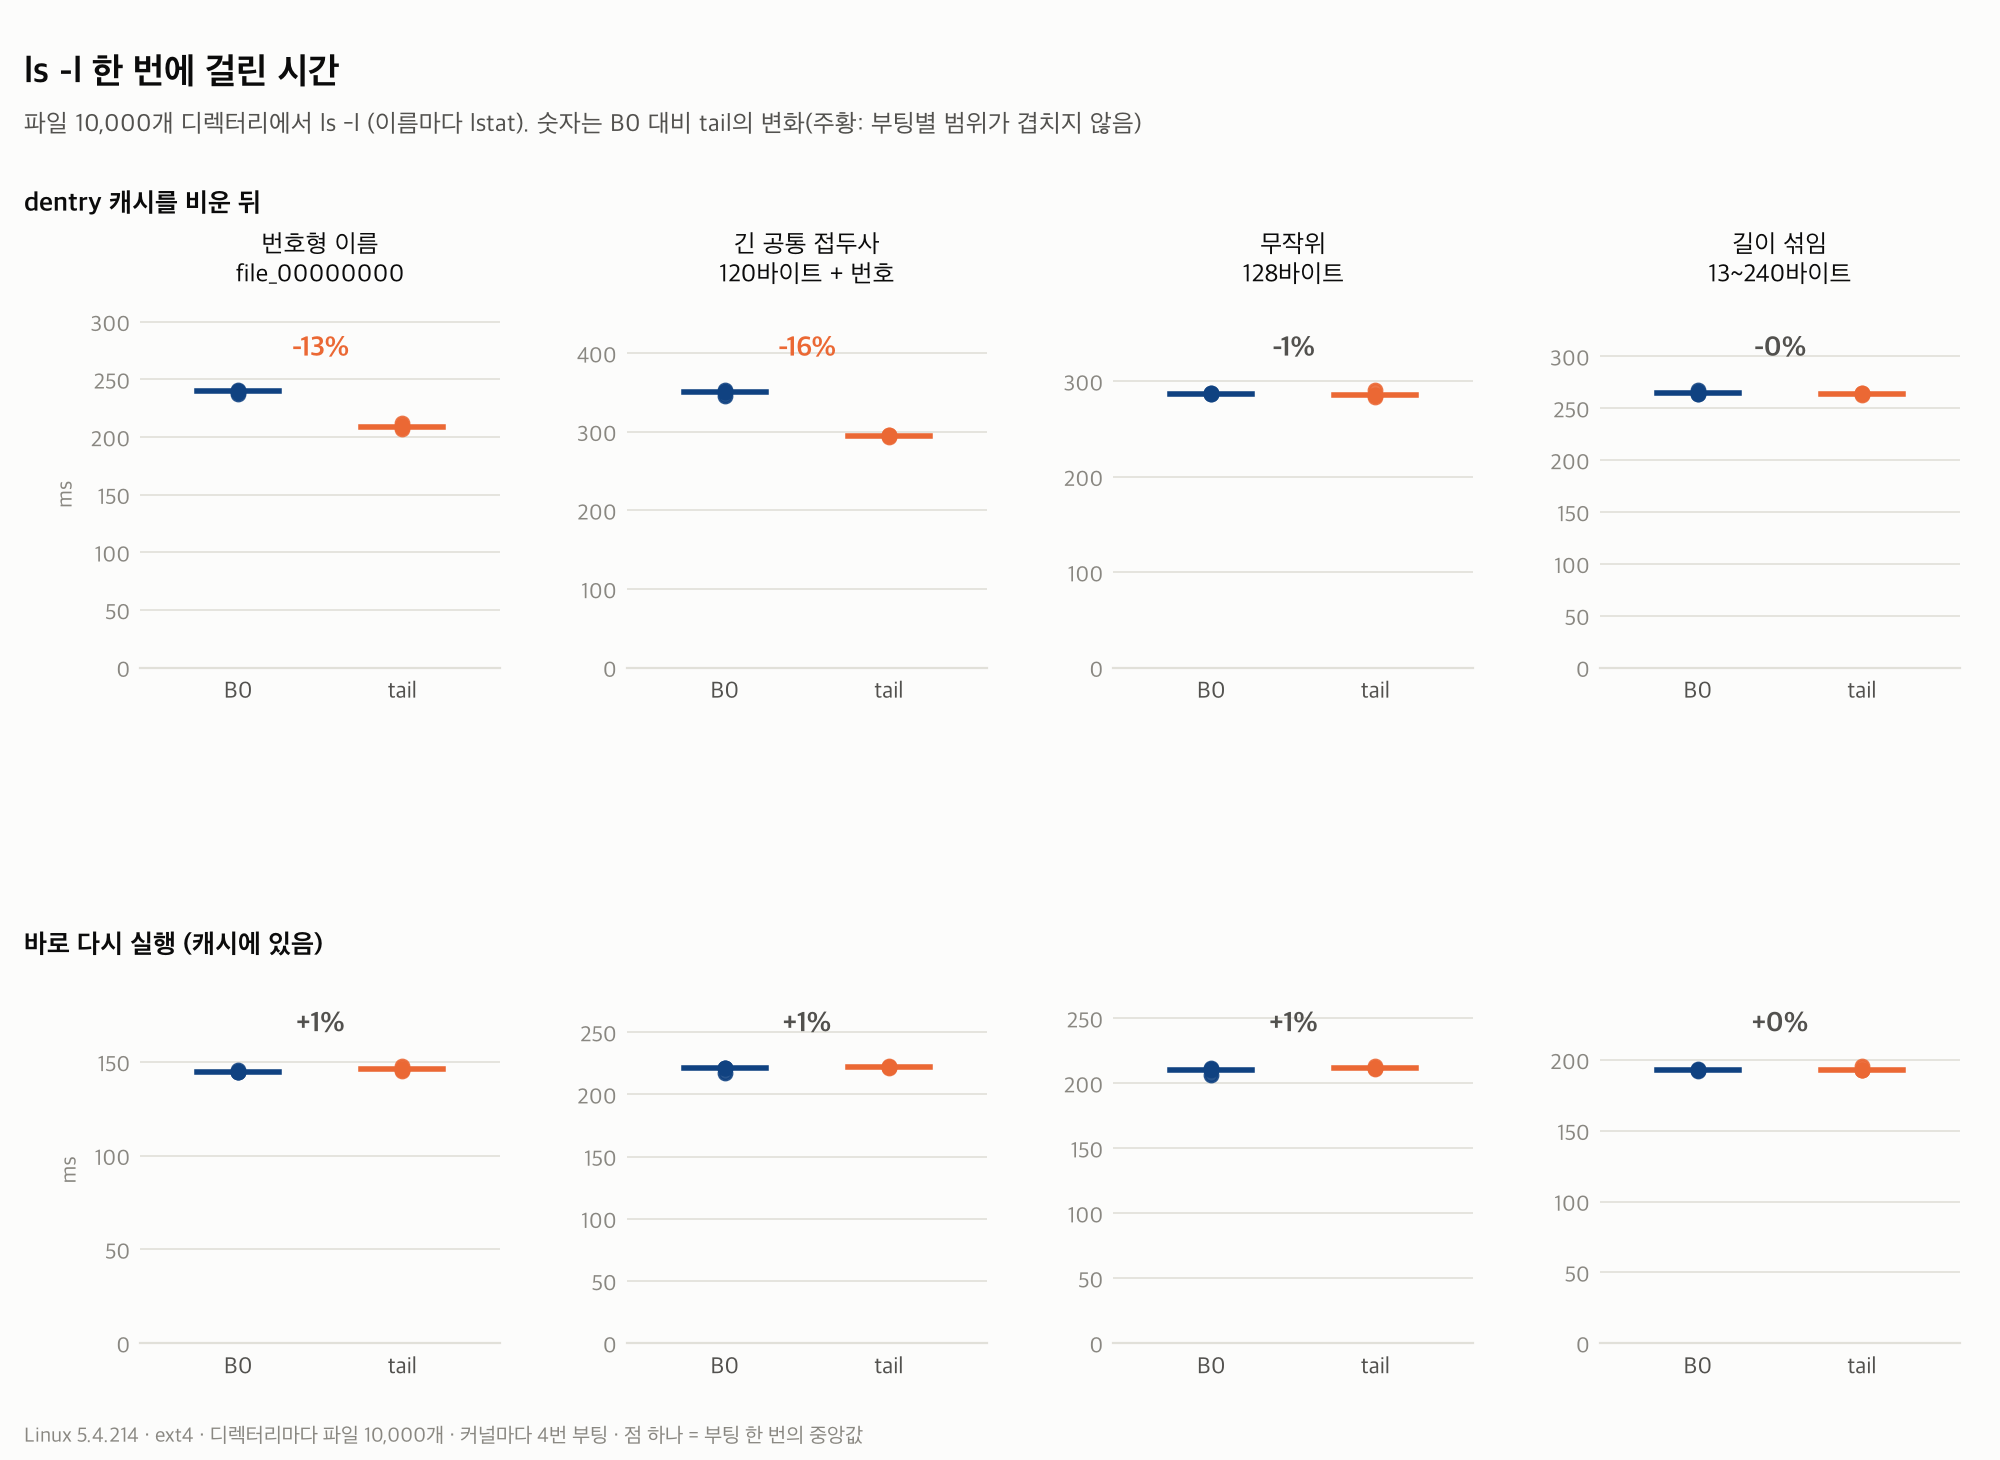 ls -l 한 번에 걸린 시간
파일 10,000개 디렉터리에서 ls -l (이름마다 lstat). 숫자는 B0 대비 tail의 변화(주황: 부팅별 범위가 겹치지 않음)
dentry 캐시를 비운 뒤
번호형 이름
file_00000000
300
250
200
150
100
50
0
ms
-13%
B0
tail
긴 공통 접두사
120바이트 + 번호
400
300
200
100
0
-16%
B0
tail
무작위
128바이트
300
200
100
0
-1%
B0
tail
길이 섞임
13~240바이트
300
250
200
150
100
50
0
-0%
B0
tail
바로 다시 실행 (캐시에 있음)
150
100
50
0
ms
+1%
B0
tail
250
200
150
100
50
0
+1%
B0
tail
250
200
150
100
50
0
+1%
B0
tail
200
150
100
50
0
+0%
B0
tail
Linux 5.4.214 · ext4 · 디렉터리마다 파일 10,000개 · 커널마다 4번 부팅 · 점 하나 = 부팅 한 번의 중앙값